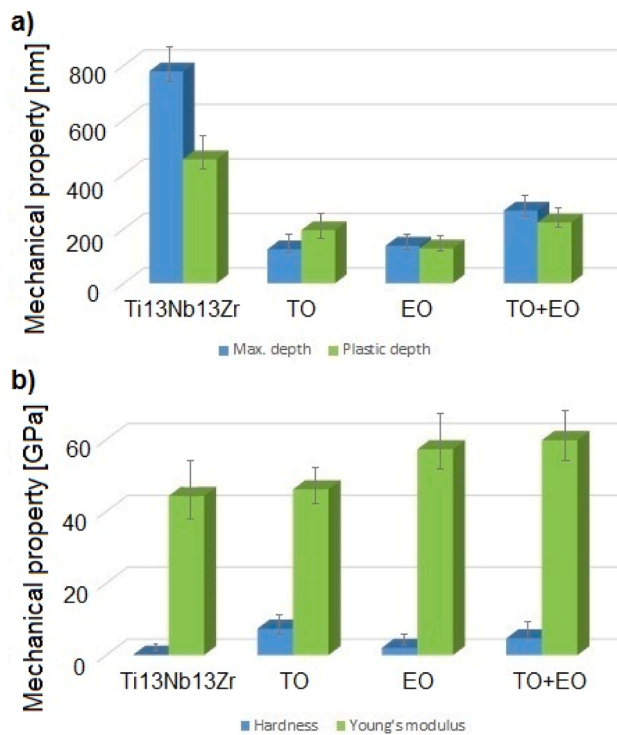 a)
Mechanical property [nm]
800
600
400
200
0
Ti13Nb13Zr TO EO TO+EO
Max. depth Plastic depth
b)
Mechanical property [GPa]
60
40
20
0
Ti13Nb13Zr TO EO TO+EO
Hardness Young's modulus